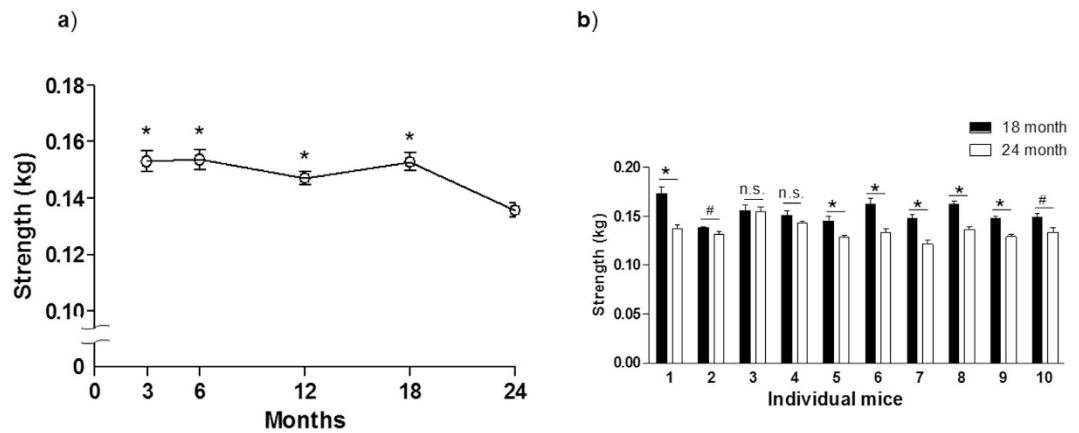 a)
0.18
0.16
0.14
0.12
0.10
0
Strength (kg)
* * * *
0 3 6 12 18 24
Months
b)
18 month
24 month
0.20
0.15
0.10
0.05
0.00
Strength (kg)
* # n.s. n.s. * * * * * #
1 2 3 4 5 6 7 8 9 10
Individual mice